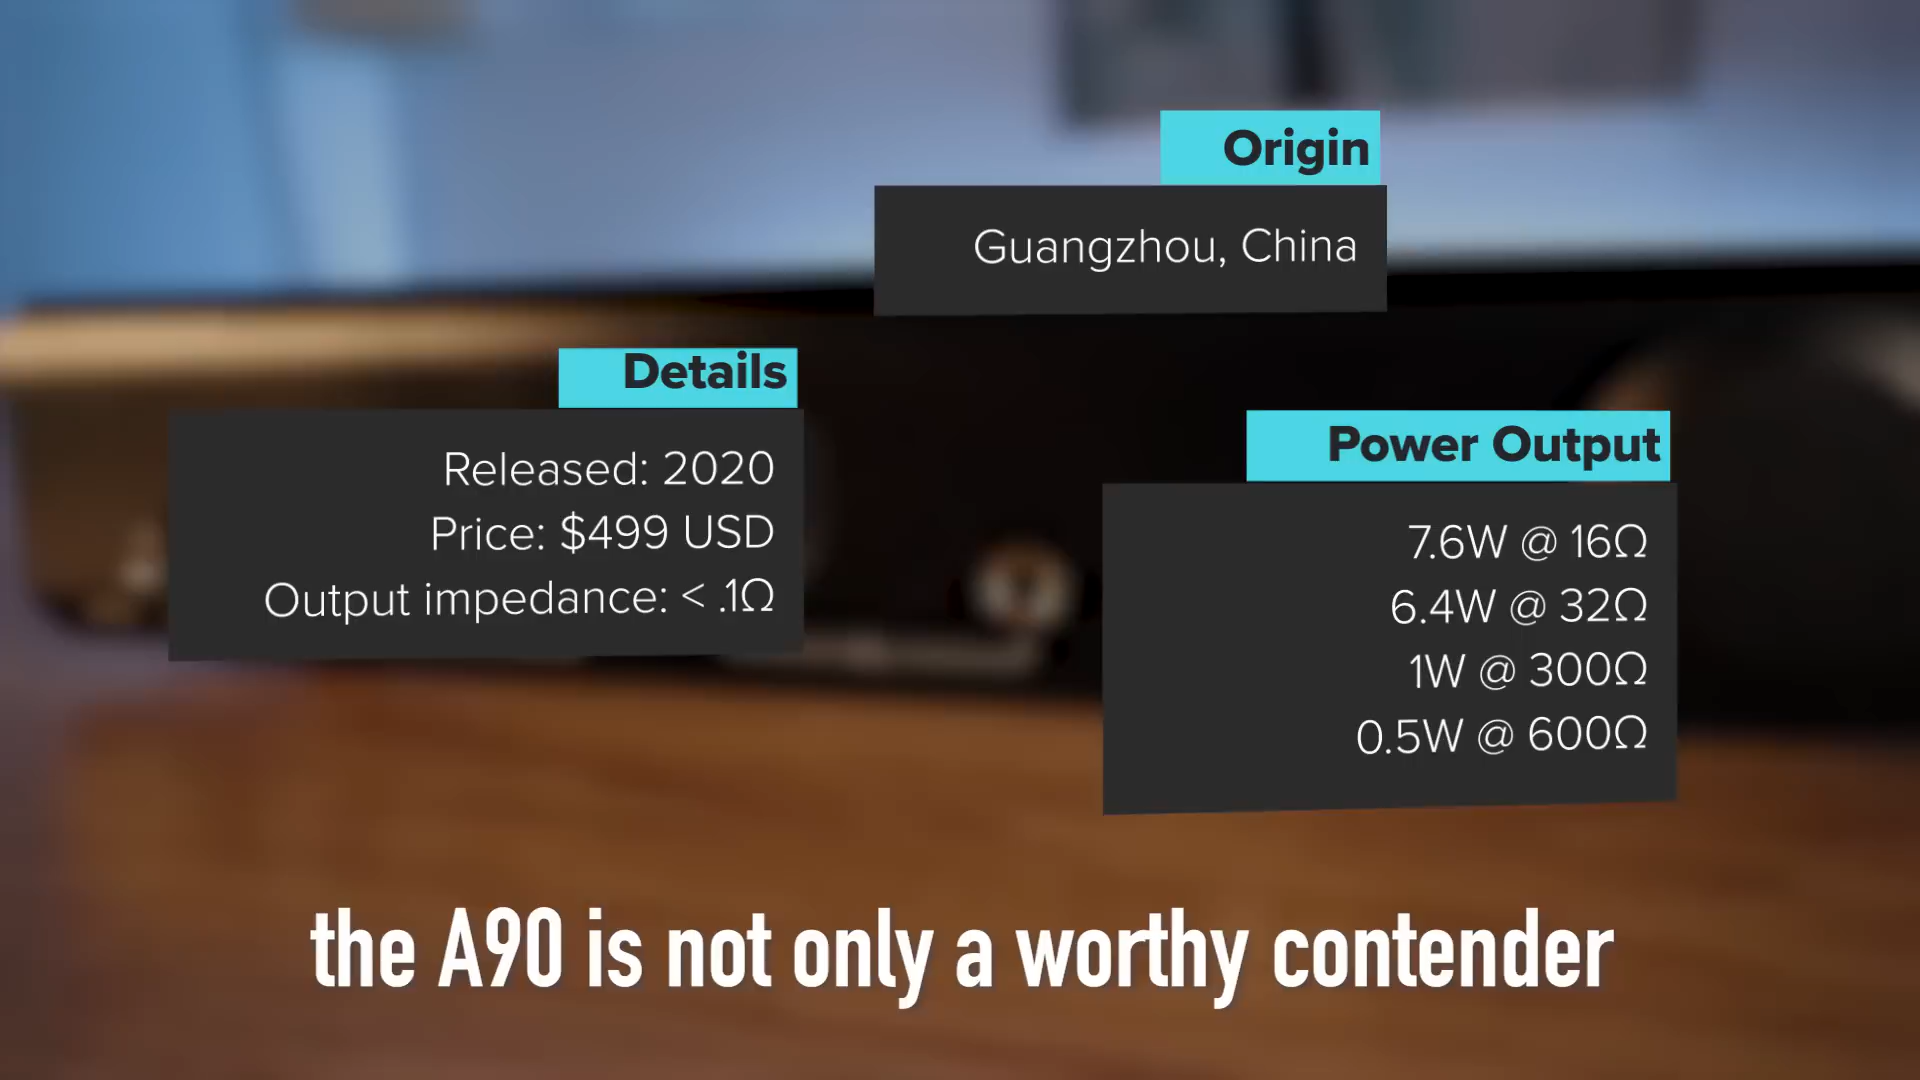 Origin
Guangzhou, China
Details
Released: 2020
Price: $499 USD
Output impedance: < .1Ω
Power Output
7.6W @ 16Ω
6.4W @ 32Ω
1W @ 300Ω
0.5W @ 600Ω
the A90 is not only a worthy contender